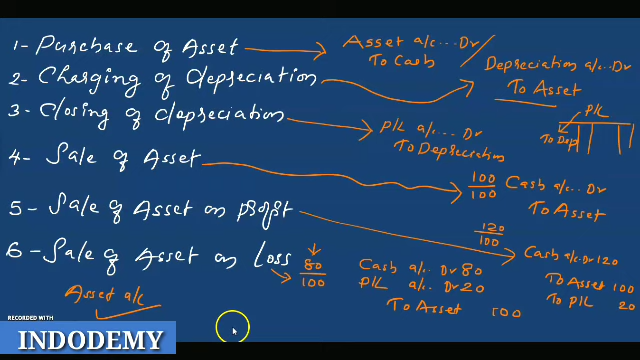 1 - Purchase of Asset
Asset a/c... Dr
To Cash
2 - Charging of depreciation
Depreciation a/c.. Dr
To Asset
3 - Closing of depreciation
P/L a/c... Dr
To Depreciation
P/L
To Dep
4 - Sale of Asset
100
100
Cash a/c.. Dr
To Asset
5 - Sale of Asset on profit
120
100
Cash a/c. Dr 120
To Asset 100
To P/L 20
6 - Sale of Asset on Loss
80
100
Cash a/c.. Dr 80
P/L a/c.. Dr 20
To Asset 100
Asset a/c
RECORDED WITH
INDODEMY